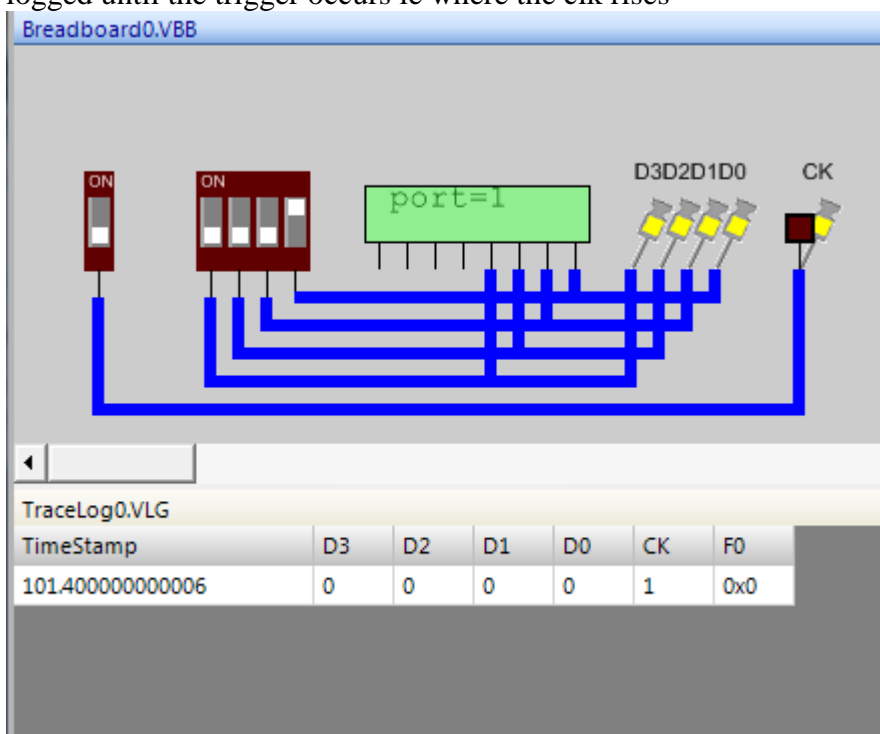 logged until the trigger occurs ie where the clk rises
Breadboard0.VBB
D3D2D1D0 CK
ON ON
port=1
TraceLog0.VLG
TimeStamp D3 D2 D1 D0 CK F0
101.400000000006 0 0 0 0 1 0x0